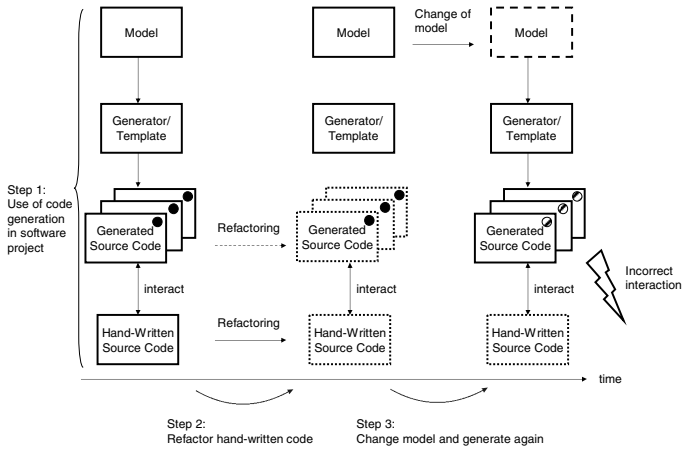 Model
Model
Change of
model
Model
Generator/
Template
Generator/
Template
Generator/
Template
Step 1:
Use of code
generation
in software
project
Generated
Source Code
Refactoring
Generated
Source Code
Generated
Source Code
Incorrect
interaction
interact
interact
interact
Hand-Written
Source Code
Refactoring
Hand-Written
Source Code
Hand-Written
Source Code
time
Step 2:
Refactor hand-written code
Step 3:
Change model and generate again